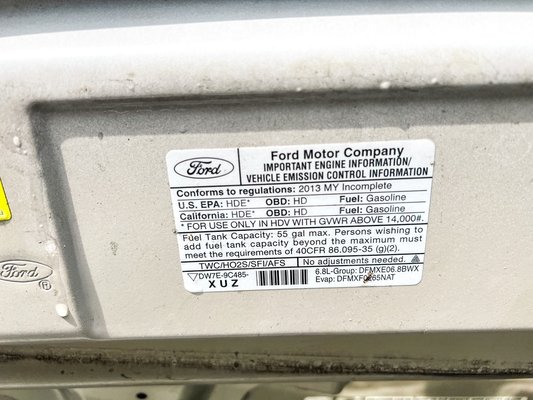 Ford
Ford Motor Company
IMPORTANT ENGINE INFORMATION/
VEHICLE EMISSION CONTROL INFORMATION
Conforms to regulations: 2013 MY Incomplete
U.S. EPA: HDE* OBD: HD Fuel: Gasoline
California: HDE* OBD: HD Fuel: Gasoline
* FOR USE ONLY IN HDV WITH GVWR ABOVE 14,000#.
Fuel Tank Capacity: 55 gal max. Persons wishing to
add fuel tank capacity beyond the maximum must
meet the requirements of 40CFR 86.095-35 (g)(2).
TWC/HO2S/SFI/AFS No adjustments needed.
DW7E-9C485-
XUZ
6.8L-Group: DFMXE06.8BWX
Evap: DFMXF0265NAT
Ford
R